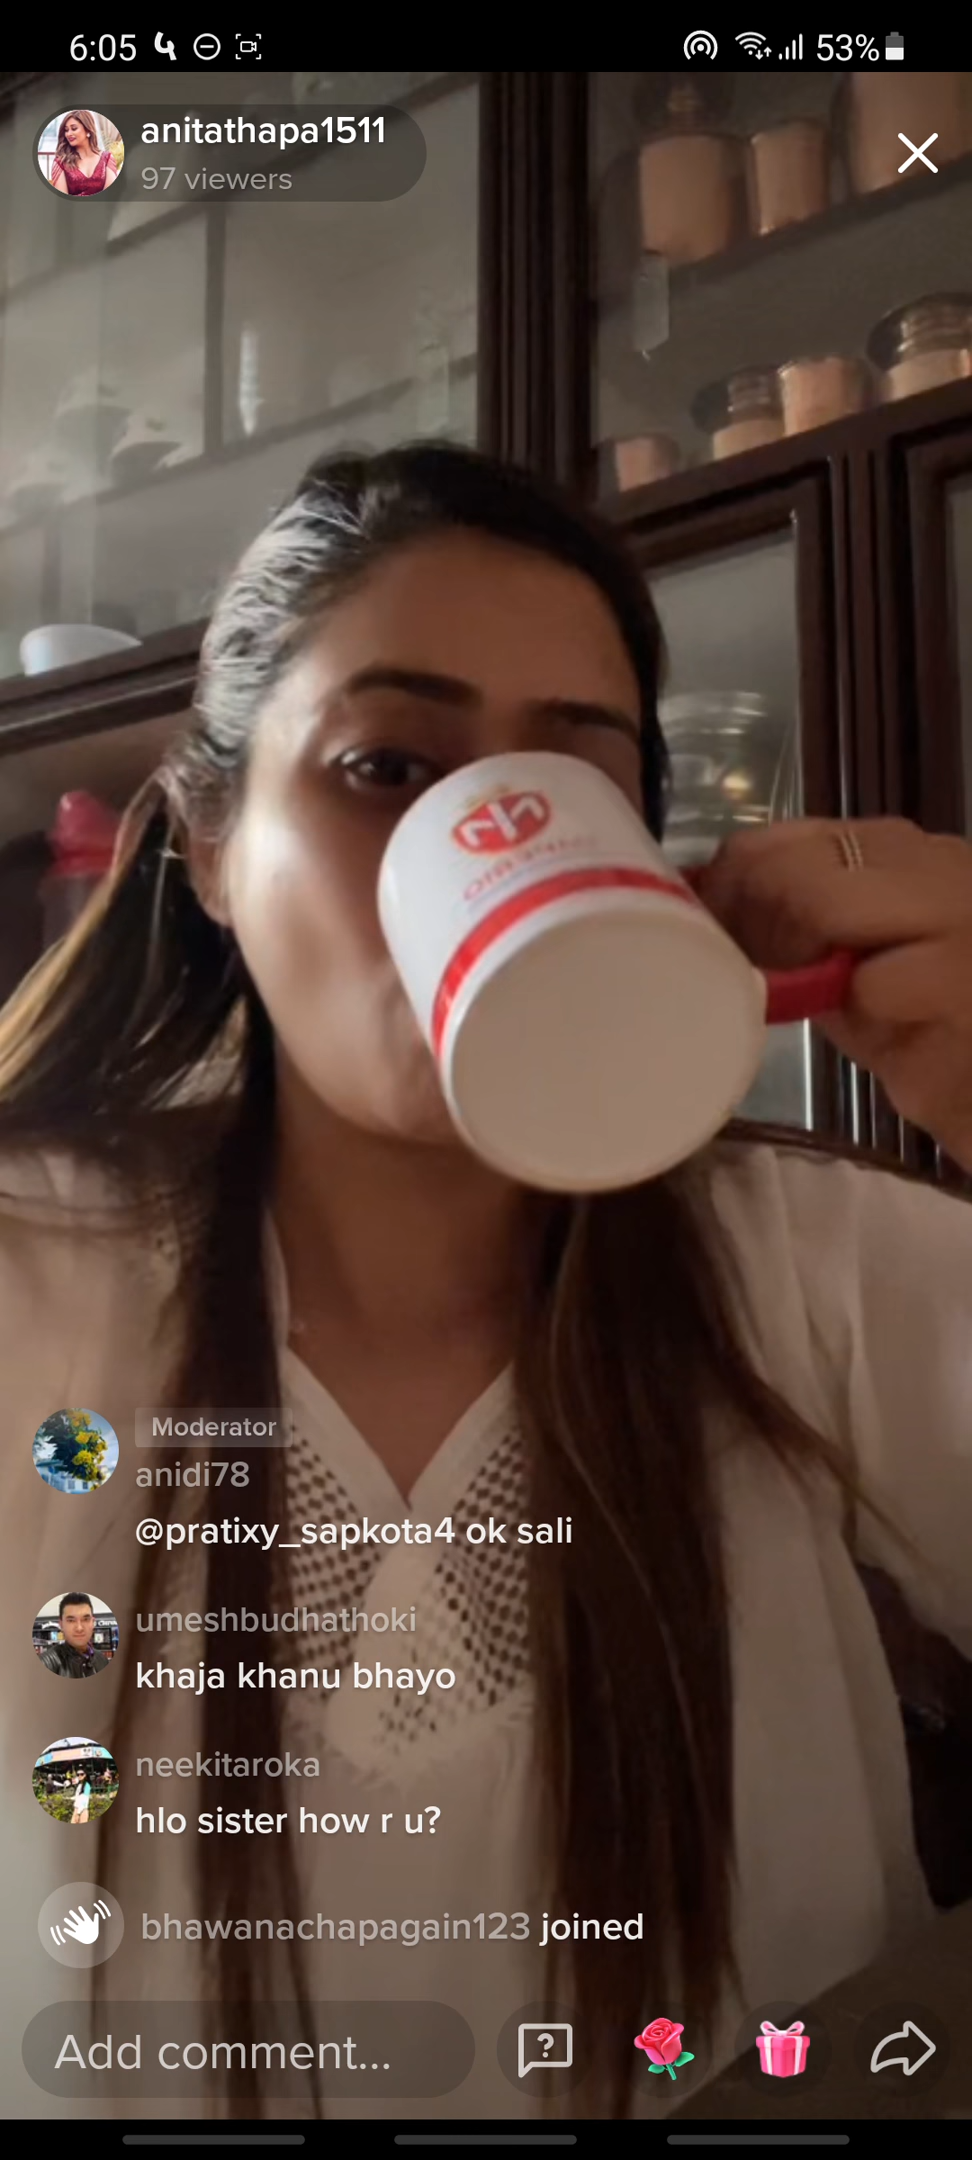 6:05
53%
anitathapa1511
97 viewers
Moderator
anidi78
@pratixy_sapkota4 ok sali
umeshbudhathoki
khaja khanu bhayo
neekitaroka
hlo sister how r u?
bhawanachapagain123 joined
Add comment...